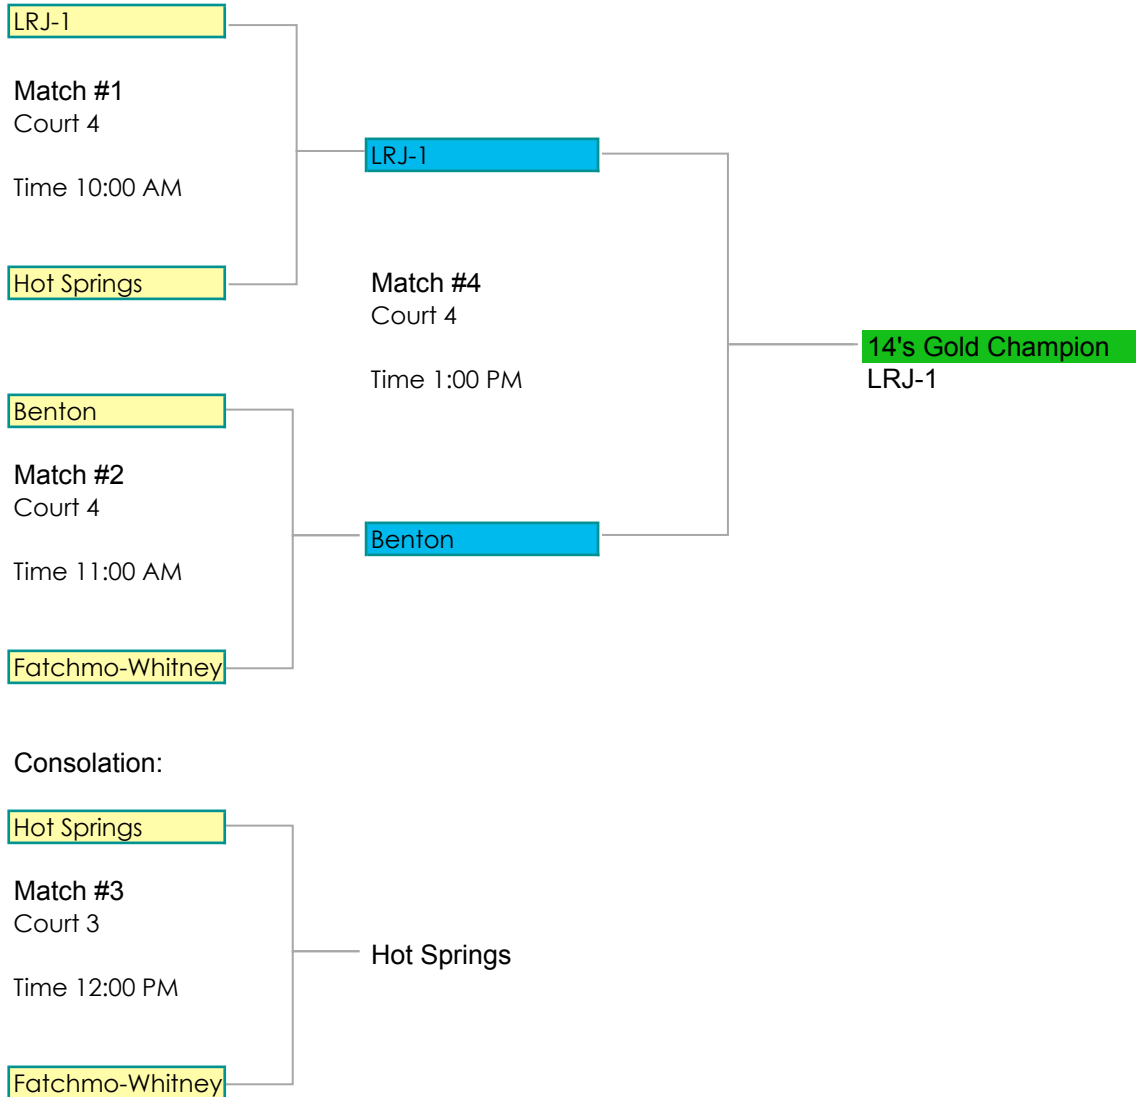 LRJ-1
Match #1
Court 4
Time 10:00 AM
Hot Springs
LRJ-1
Match #4
Court 4
Time 1:00 PM
Benton
Match #2
Court 4
Time 11:00 AM
Fatchmo-Whitney
Benton
14's Gold Champion
LRJ-1
Consolation:
Hot Springs
Match #3
Court 3
Time 12:00 PM
Fatchmo-Whitney
Hot Springs